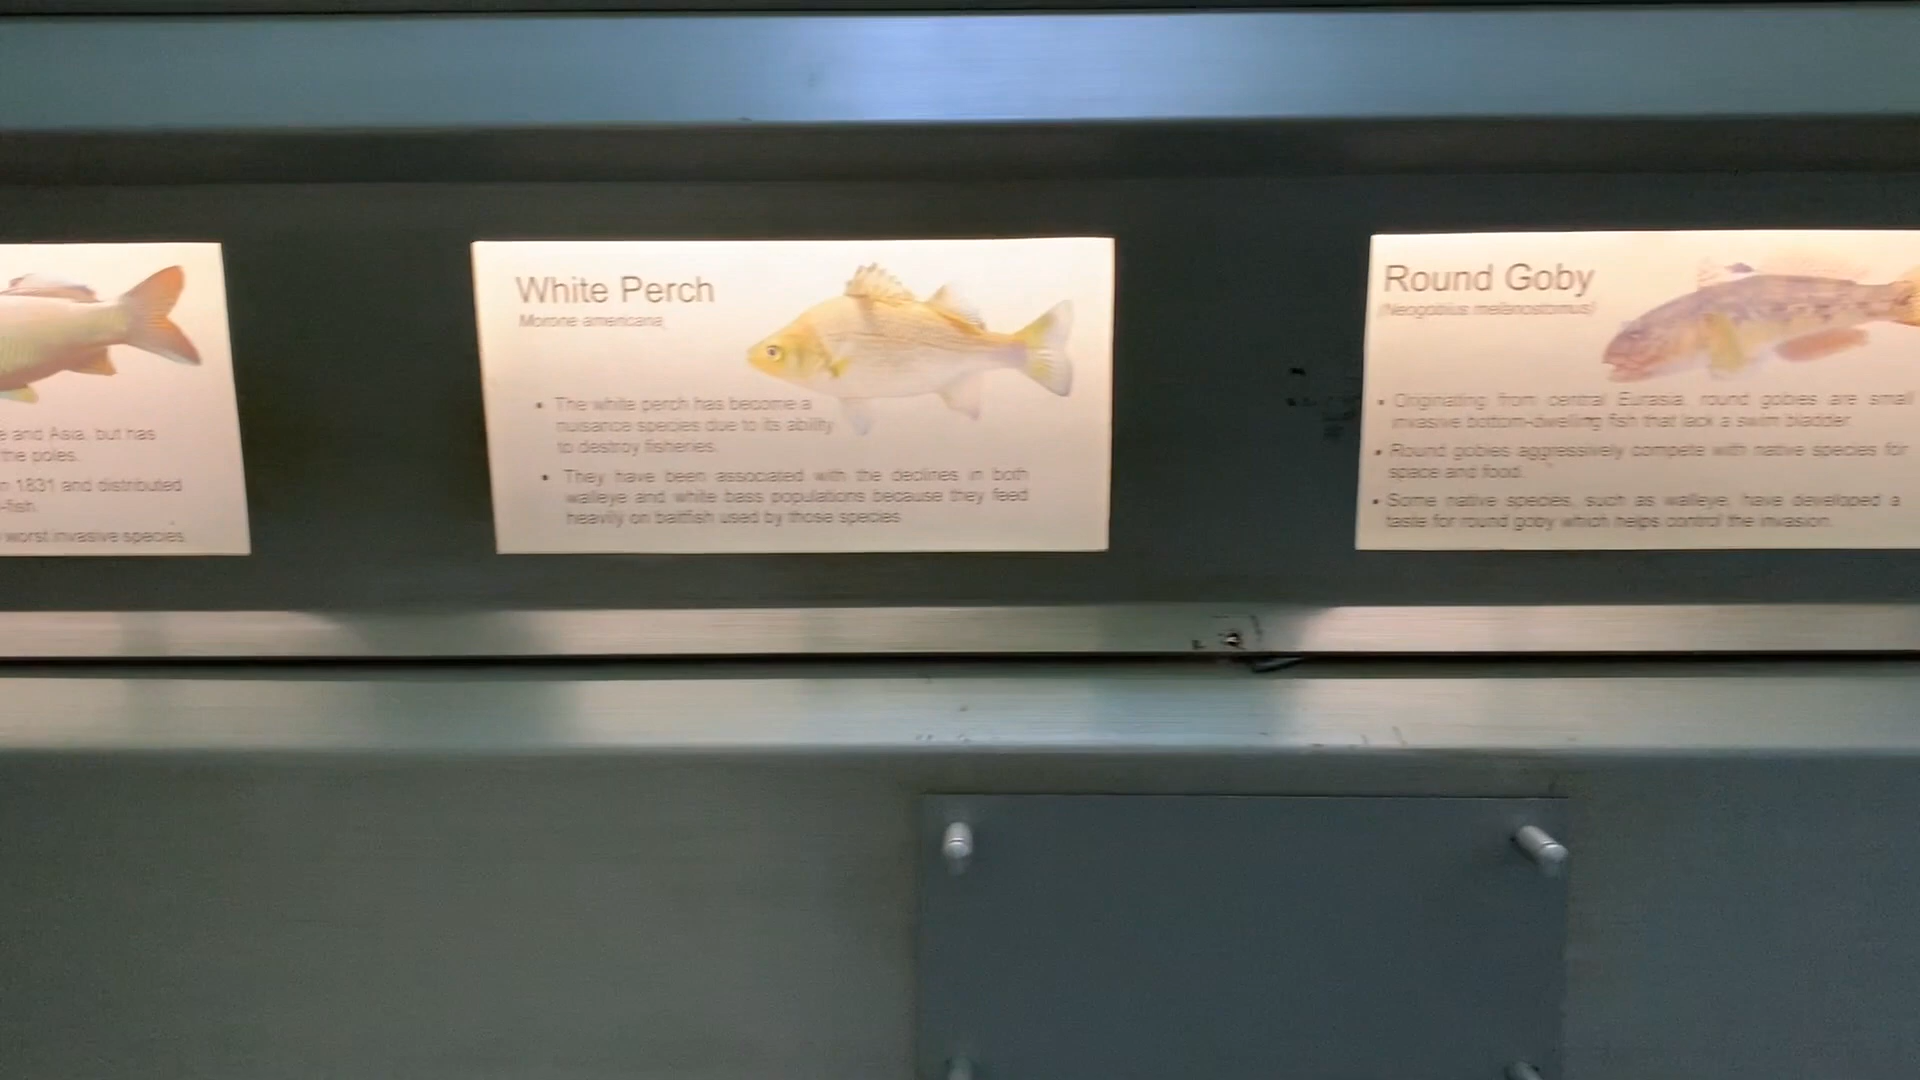 e and Asia, but has
the poles.
n 1831 and distributed
-fish.
worst invasive species.
White Perch
Morone americana
• The white perch has become a
nuisance species due to its ability
to destroy fisheries.
• They have been associated with the declines in both
walleye and white bass populations because they feed
heavily on baitfish used by those species
Round Goby
(Neogobius melanostomus)
• Originating from central Eurasia, round gobies are small
invasive bottom-dwelling fish that lack a swim bladder.
• Round gobies aggressively compete with native species for
space and food.
• Some native species, such as walleye, have developed a
taste for round goby which helps control the invasion.